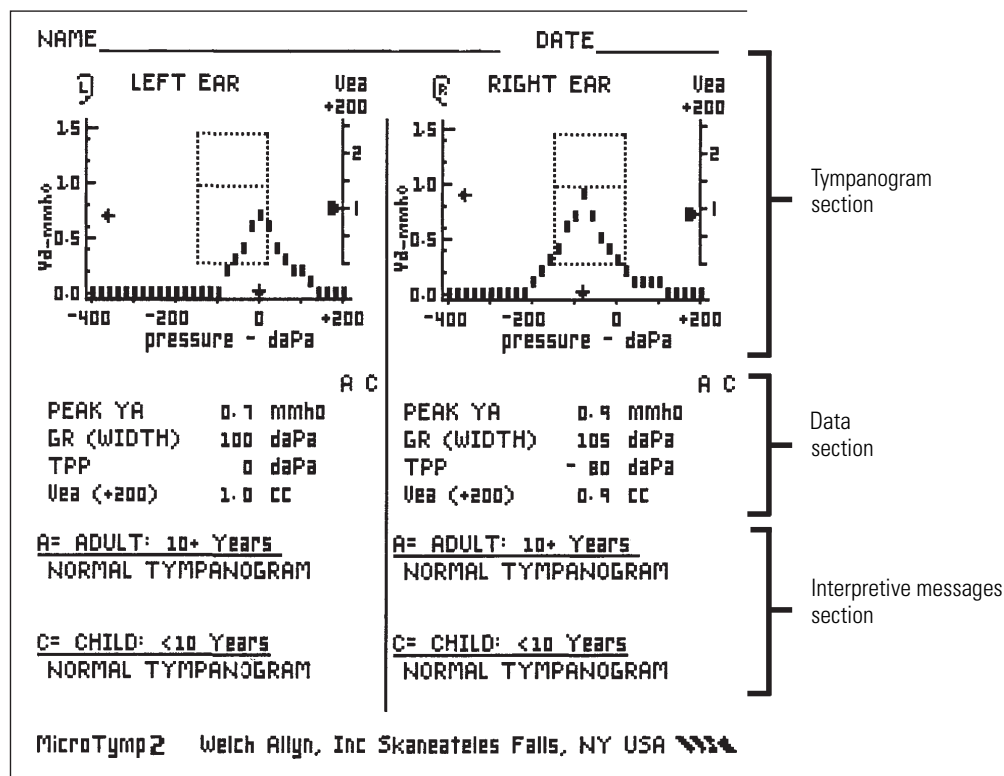 NAME DATE
LEFT EAR Vea
+200
1.5
2
1.0
1
0.5
0.0
Yd-mmho
-400 -200 0 +200
pressure - daPa
RIGHT EAR Vea
+200
1.5
2
1.0
1
0.5
0.0
Yd-mmho
-400 -200 0 +200
pressure - daPa
Tympanogram
section
A C
PEAK YA 0.7 mmho
GR (WIDTH) 100 daPa
TPP 0 daPa
Vea (+200) 1.0 cc
A C
PEAK YA 0.9 mmho
GR (WIDTH) 105 daPa
TPP - 80 daPa
Vea (+200) 0.9 cc
Data
section
A= ADULT: 10+ Years
NORMAL TYMPANOGRAM
C= CHILD: <10 Years
NORMAL TYMPANOGRAM
A= ADULT: 10+ Years
NORMAL TYMPANOGRAM
C= CHILD: <10 Years
NORMAL TYMPANOGRAM
Interpretive messages
section
MicroTymp2 Welch Allyn, Inc Skaneateles Falls, NY USA